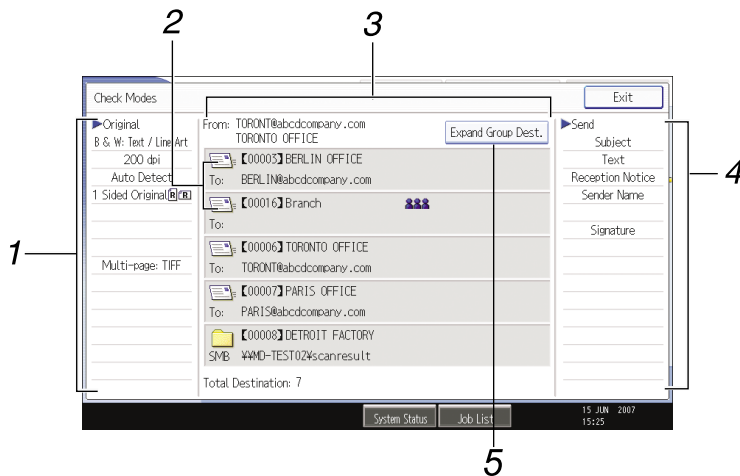 2
3
Check Modes
Exit
1
4
▶Original
B & W: Text / Line Art
200 dpi
Auto Detect
1 Sided Original R R
Multi-page: TIFF
From: TORONT@abcdcompany.com
TORONTO OFFICE
Expand Group Dest.
【00003】BERLIN OFFICE
To: BERLIN@abcdcompany.com
【00016】Branch
To:
【00006】TORONTO OFFICE
To: TORONT@abcdcompany.com
【00007】PARIS OFFICE
To: PARIS@abcdcompany.com
【00008】DETROIT FACTORY
SMB ¥¥MD-TEST02¥scanresult
Total Destination: 7
▶Send
Subject
Text
Reception Notice
Sender Name
Signature
System Status
Job List
15 JUN 2007
15:25
5